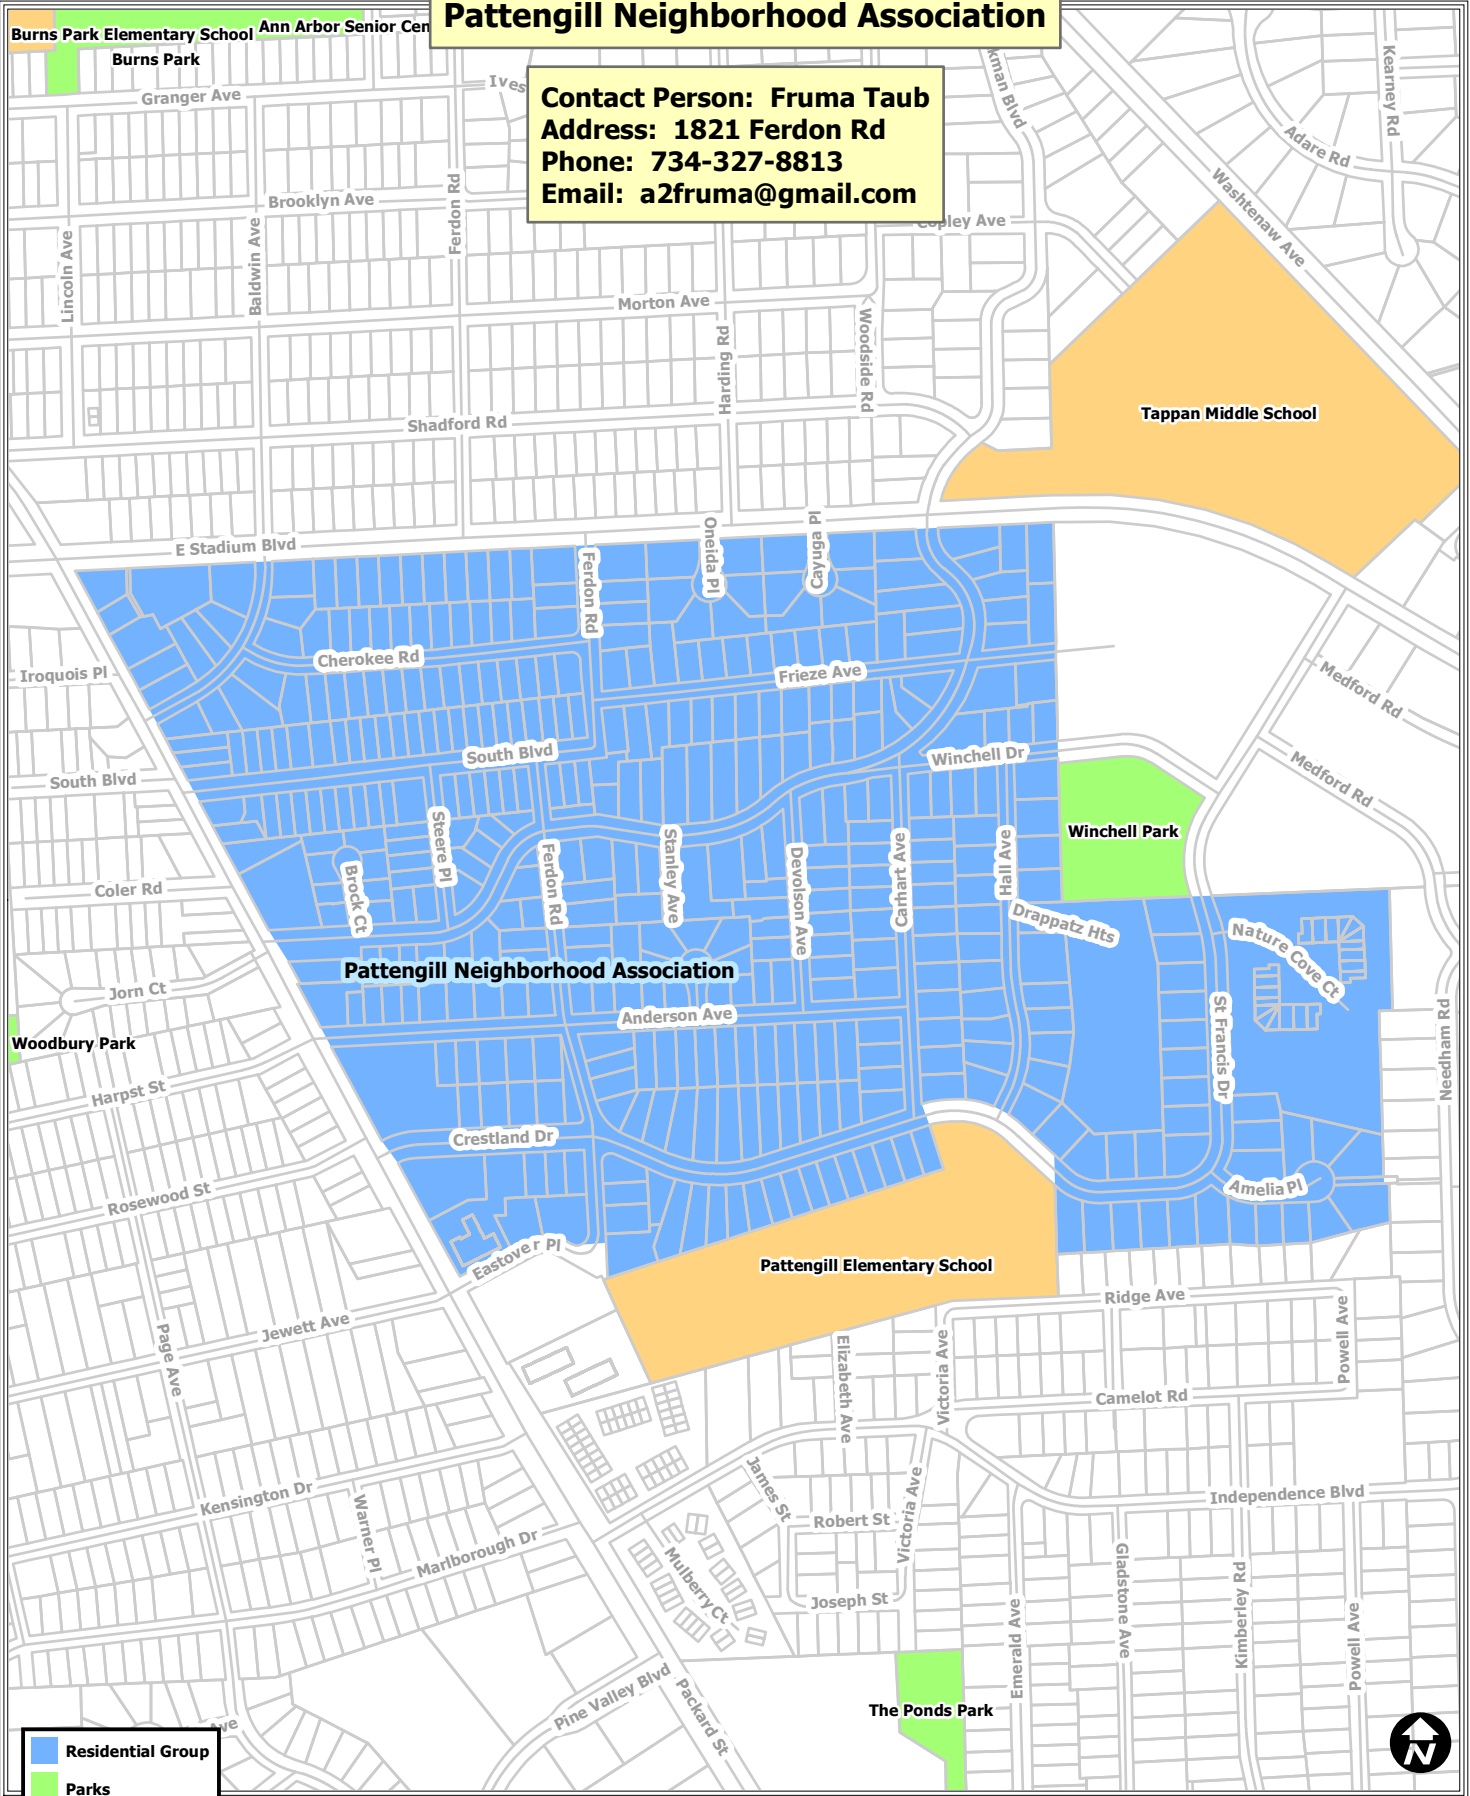 Pattengill Neighborhood Association
Burns Park Elementary School
Ann Arbor Senior Cen
Burns Park
Contact Person: Fruma Taub
Address: 1821 Ferdon Rd
Phone: 734-327-8813
Email: a2fruma@gmail.com
Granger Ave
Ives
kman Blvd
Kearney Rd
Adare Rd
Washtenaw Ave
Brooklyn Ave
Ferdon Rd
Copley Ave
Lincoln Ave
Baldwin Ave
Morton Ave
Harding Rd
Woodside Rd
Tappan Middle School
Shadford Rd
E Stadium Blvd
Ferdon Rd
Oneida Pl
Cayuga Pl
Iroquois Pl
Cherokee Rd
Frieze Ave
Medford Rd
South Blvd
South Blvd
Winchell Dr
Medford Rd
Steere Pl
Winchell Park
Coler Rd
Brock Ct
Ferdon Rd
Stanley Ave
Devolson Ave
Carhart Ave
Hall Ave
Drappatz Hts
Nature Cove Ct
Pattengill Neighborhood Association
Jorn Ct
Anderson Ave
St Francis Dr
Needham Rd
Woodbury Park
Harpst St
Crestland Dr
Rosewood St
Amelia Pl
Eastover Pl
Pattengill Elementary School
Ridge Ave
Page Ave
Jewett Ave
Elizabeth Ave
Victoria Ave
Powell Ave
Camelot Rd
Kensington Dr
Warner Pl
James St
Independence Blvd
Robert St
Victoria Ave
Marlborough Dr
Mulberry Ct
Joseph St
Emerald Ave
Gladstone Ave
Kimberley Rd
Powell Ave
Pine Valley Blvd
Packard St
The Ponds Park
Ave
N
Residential Group
Parks